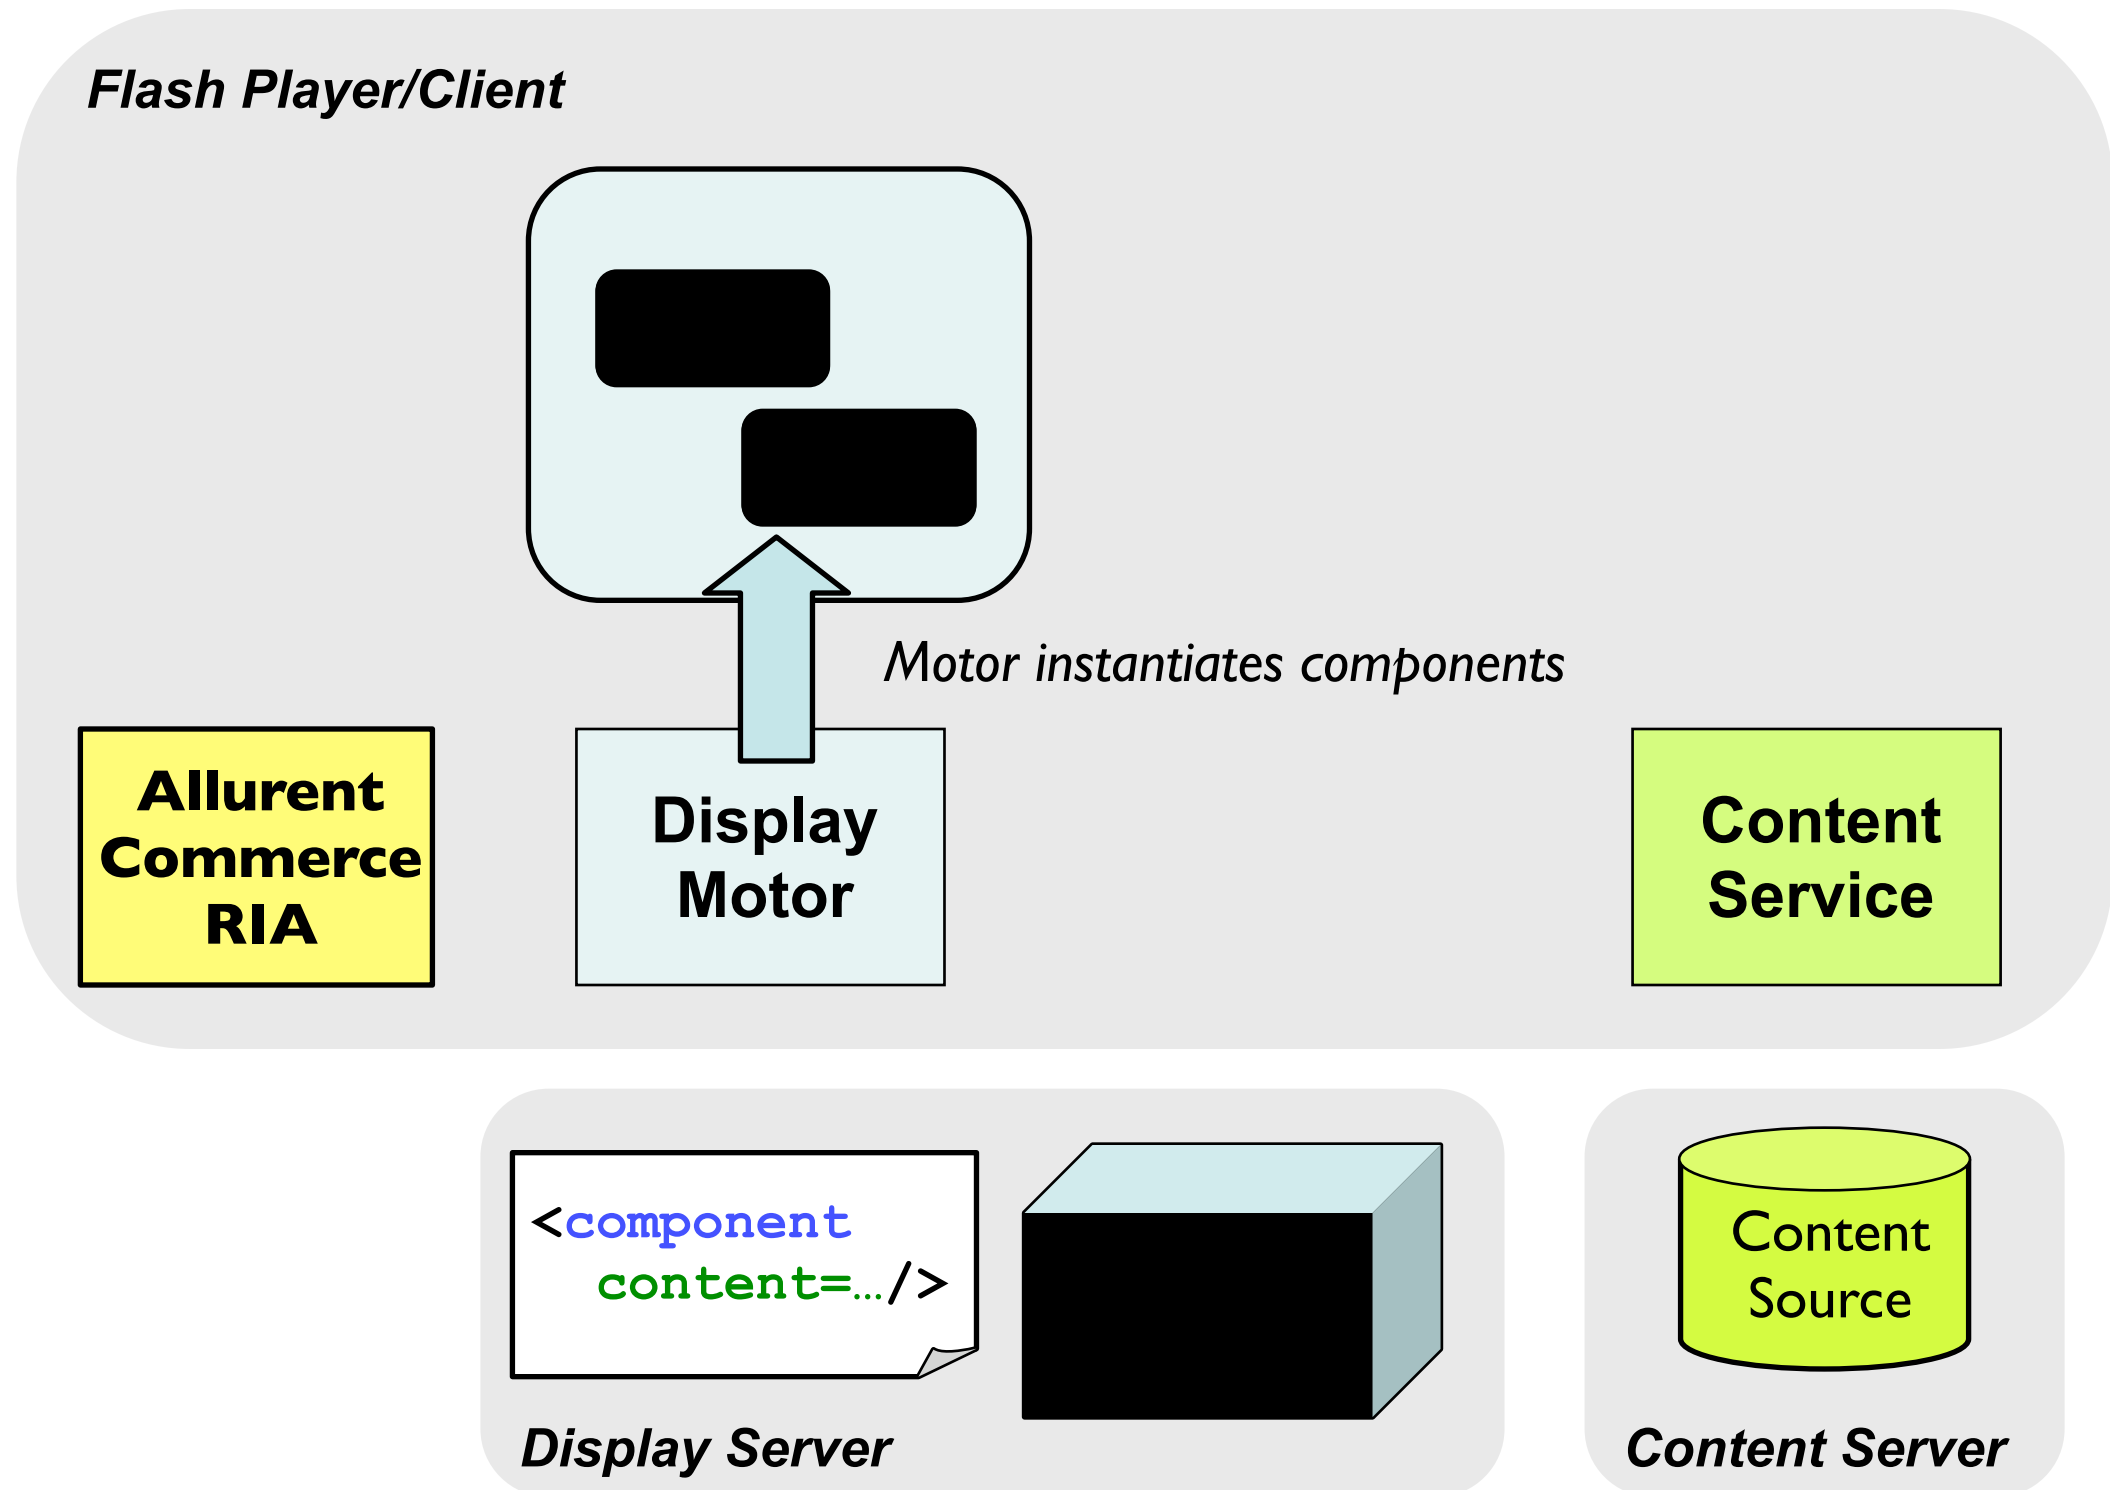 Flash Player/Client
Motor instantiates components
Allurent
Commerce
RIA
Display
Motor
Content
Service
<component
content=.../>
Display Server
Content
Source
Content Server